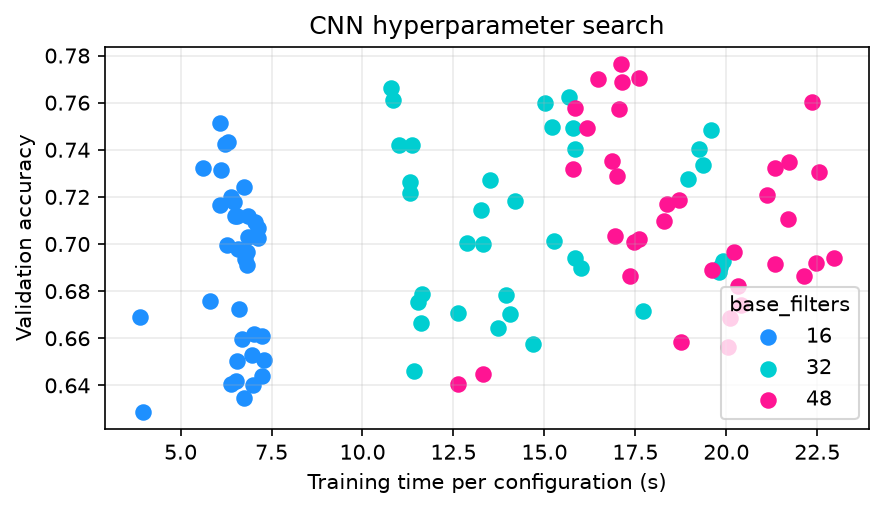 CNN hyperparameter search
Validation accuracy
0.78
0.76
0.74
0.72
0.70
0.68
0.66
0.64
base_filters
16
32
48
5.0 7.5 10.0 12.5 15.0 17.5 20.0 22.5
Training time per configuration (s)